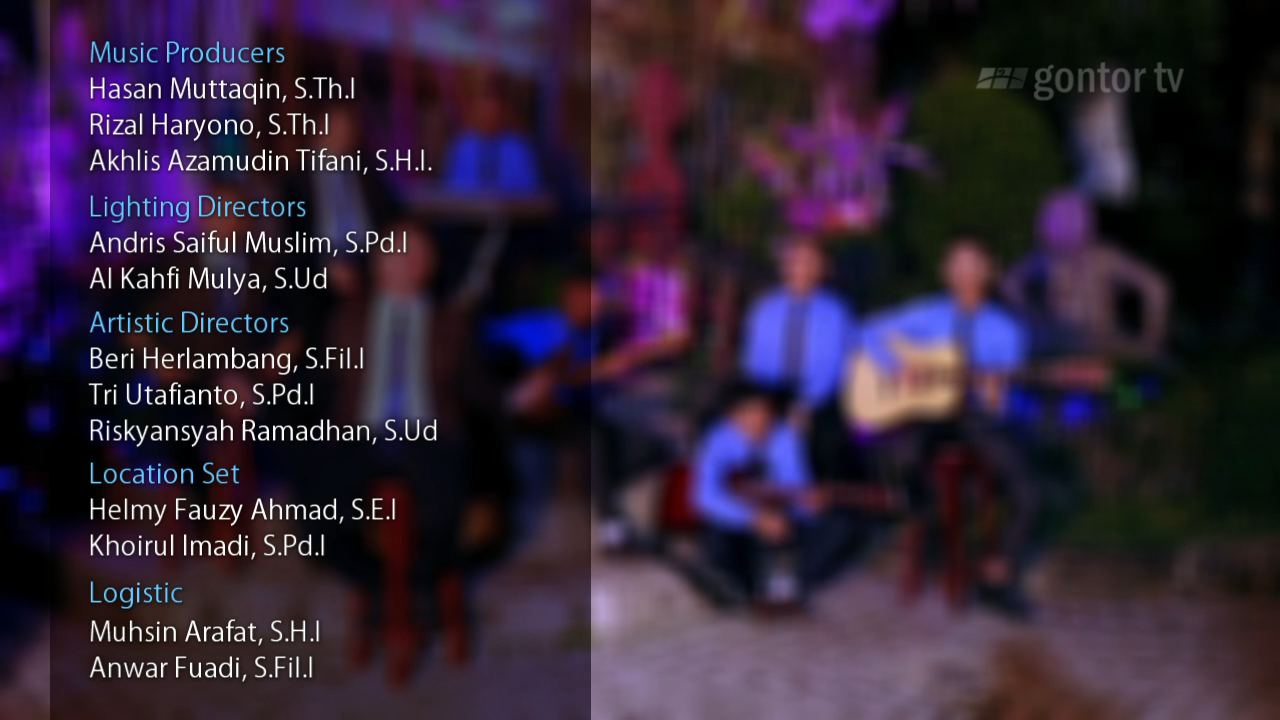 Music Producers
Hasan Muttaqin, S.Th.I
Rizal Haryono, S.Th.I
Akhlis Azamudin Tifani, S.H.I.
Lighting Directors
Andris Saiful Muslim, S.Pd.I
Al Kahfi Mulya, S.Ud
Artistic Directors
Beri Herlambang, S.Fil.I
Tri Utafianto, S.Pd.I
Riskyansyah Ramadhan, S.Ud
Location Set
Helmy Fauzy Ahmad, S.E.I
Khoirul Imadi, S.Pd.I
Logistic
Muhsin Arafat, S.H.I
Anwar Fuadi, S.Fil.I
gontor tv